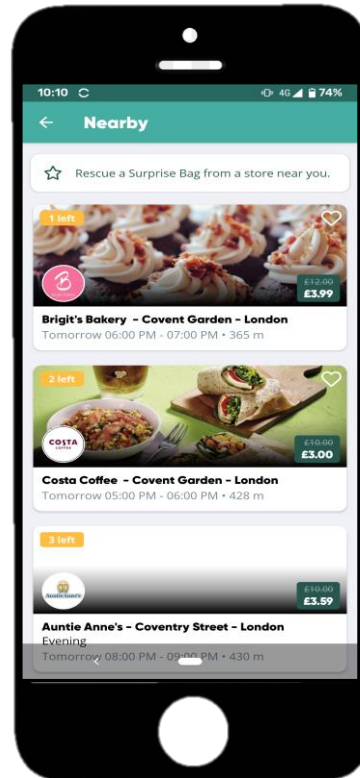 10:10 4G 74%
Nearby
Rescue a Surprise Bag from a store near you.
1 left
B
£12.00
£3.99
Brigit's Bakery - Covent Garden - London
Tomorrow 06:00 PM - 07:00 PM • 365 m
2 left
COSTA
COFFEE
£10.00
£3.00
Costa Coffee - Covent Garden - London
Tomorrow 05:00 PM - 06:00 PM • 428 m
3 left
Auntie Anne's
£10.00
£3.59
Auntie Anne's - Coventry Street - London
Evening
Tomorrow 08:00 PM - 09:00 PM • 430 m